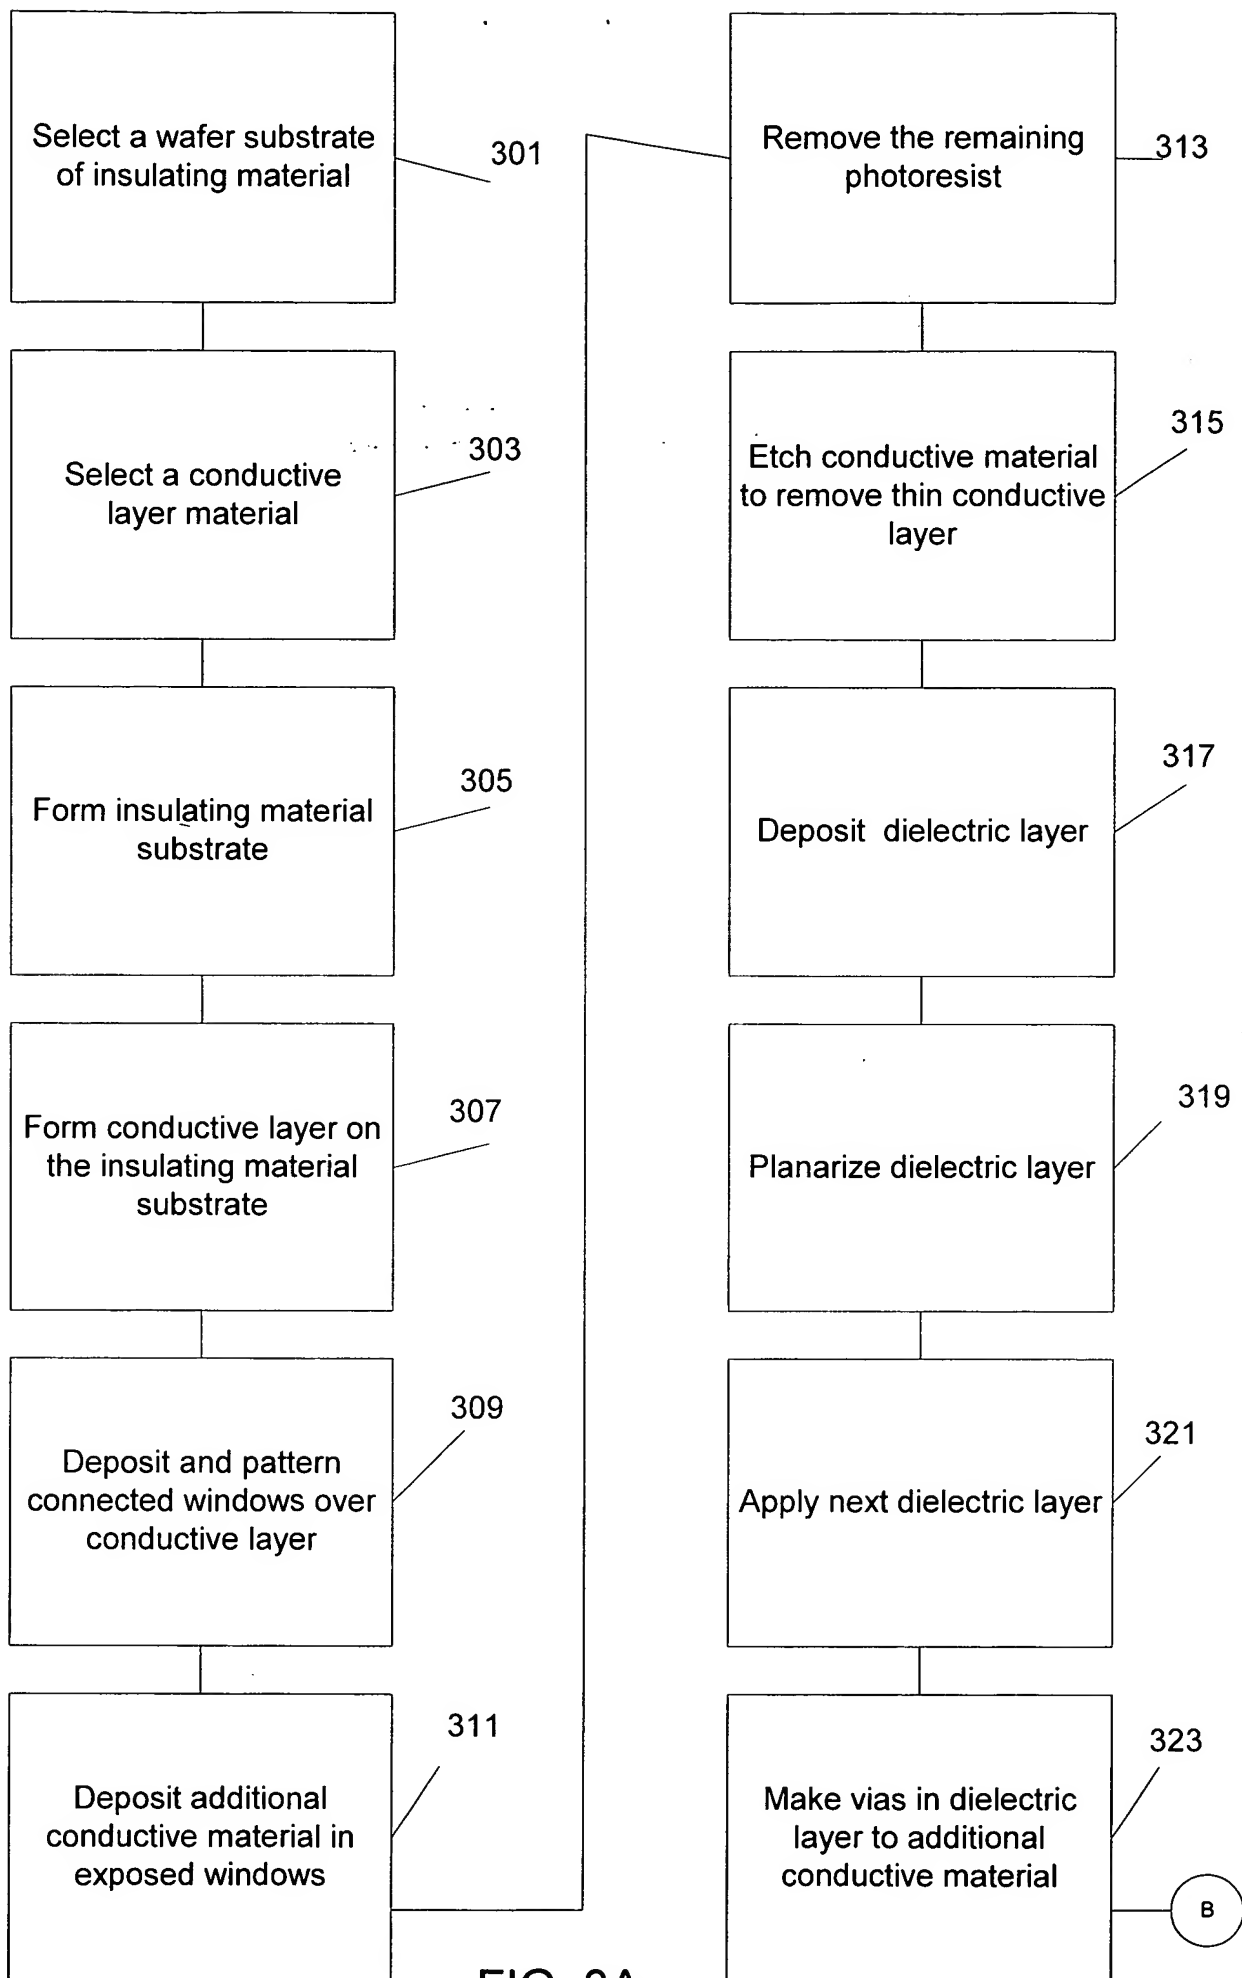 Select a wafer substrate
of insulating material
301
Select a conductive
layer material
303
Form insulating material
substrate
305
Form conductive layer on
the insulating material
substrate
307
Deposit and pattern
connected windows over
conductive layer
309
Deposit additional
conductive material in
exposed windows
311
Remove the remaining
photoresist
313
Etch conductive material
to remove thin conductive
layer
315
Deposit dielectric layer
317
Planarize dielectric layer
319
Apply next dielectric layer
321
Make vias in dielectric
layer to additional
conductive material
323
B